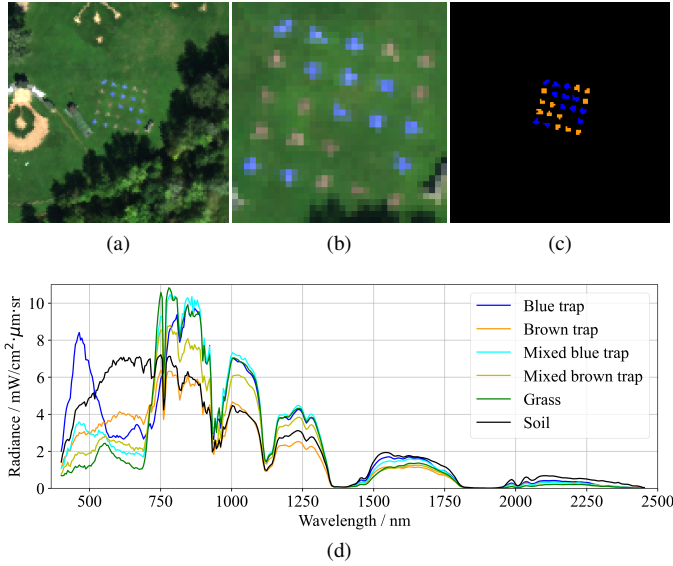 (a)
(b)
(c)
Radiance / mW/cm²·μm·sr
10
8
6
4
2
0
Blue trap
Brown trap
Mixed blue trap
Mixed brown trap
Grass
Soil
500 750 1000 1250 1500 1750 2000 2250 2500
Wavelength / nm
(d)